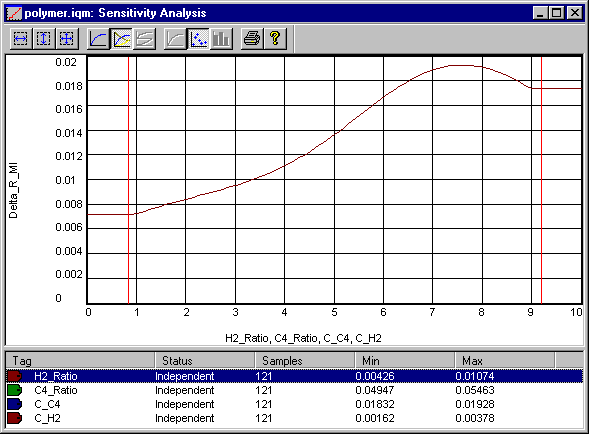 polymer.iqm: Sensitivity Analysis
0.02
0.018
0.016
0.014
0.012
0.01
0.008
0.006
0.004
0.002
0
Delta_R_MI
0 1 2 3 4 5 6 7 8 9 10
H2_Ratio, C4_Ratio, C_C4, C_H2
Tag Status Samples Min Max
H2_Ratio Independent 121 0.00426 0.01074
C4_Ratio Independent 121 0.04947 0.05463
C_C4 Independent 121 0.01832 0.01928
C_H2 Independent 121 0.00162 0.00378